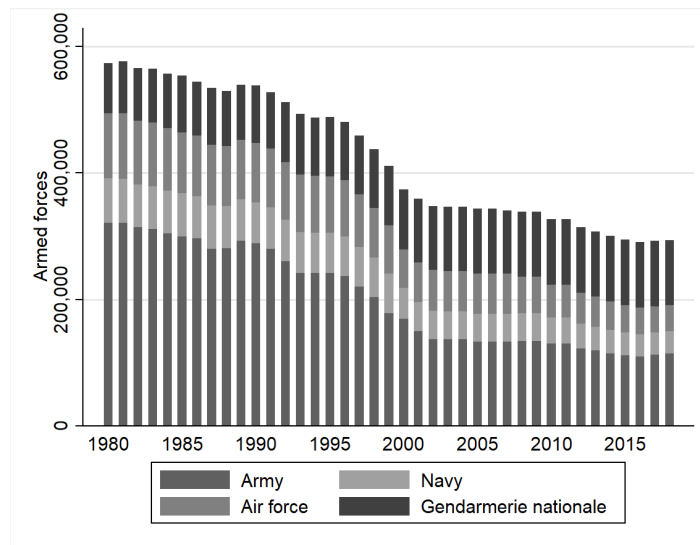 600,000
400,000
200,000
0
Armed forces
1980 1985 1990 1995 2000 2005 2010 2015
Army Navy
Air force Gendarmerie nationale